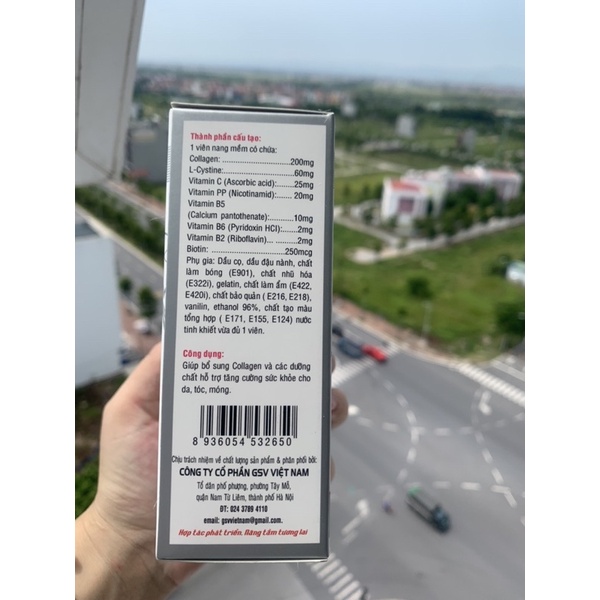 Thành phần cấu tạo:
1 viên nang mềm có chứa:
Collagen: ............................200mg
L-Cystine:............................60mg
Vitamin C (Ascorbic acid):.......25mg
Vitamin PP (Nicotinamid):....... 20mg
Vitamin B5
(Calcium pantothenate):..........10mg
Vitamin B6 (Pyridoxin HCl):.....2mg
Vitamin B2 (Riboflavin)... .......2mg
Biotin: ............................250mcg
Phụ gia: Dầu cọ, dầu đậu nành, chất
làm bóng (E901), chất nhũ hóa
(E322i), gelatin, chất làm ẩm (E422,
E420i), chất bảo quản ( E216, E218),
vanilin, ethanol 96%, chất tạo màu
tổng hợp ( E171, E155, E124) nước
tinh khiết vừa đủ 1 viên.
Công dụng:
Giúp bổ sung Collagen và các dưỡng
chất hỗ trợ tăng cường sức khỏe cho
da, tóc, móng.
8 936054 532650
Chịu trách nhiệm về chất lượng sản phẩm & phân phối bởi:
CÔNG TY CỔ PHẦN GSV VIỆT NAM
Tổ dân phố phượng, phường Tây Mỗ,
quận Nam Từ Liêm, thành phố Hà Nội
ĐT: 024 3789 4110
email: gsvvietnam@gmail.com.
Hợp tác phát triển. Nâng tầm tương lai